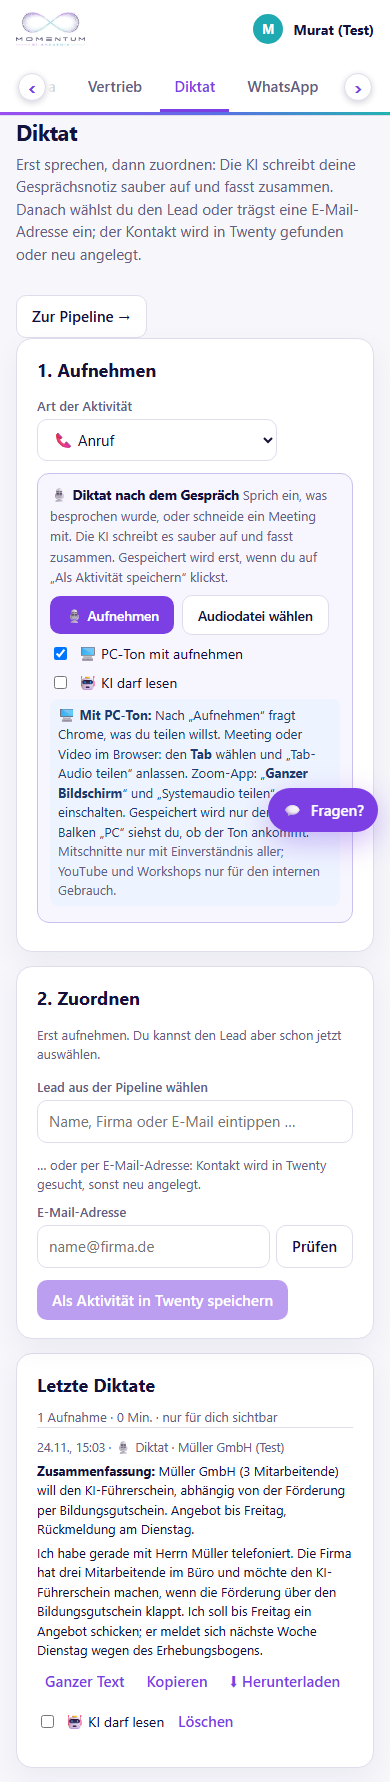 MOMENTUM
M Murat (Test)
‹ a Vertrieb Diktat WhatsApp ›
Diktat
Erst sprechen, dann zuordnen: Die KI schreibt deine
Gesprächsnotiz sauber auf und fasst zusammen.
Danach wählst du den Lead oder trägst eine E-Mail-
Adresse ein; der Kontakt wird in Twenty gefunden
oder neu angelegt.
Zur Pipeline →
1. Aufnehmen
Art der Aktivität
📞 Anruf
🎙 Diktat nach dem Gespräch Sprich ein, was
besprochen wurde, oder schneide ein Meeting
mit. Die KI schreibt es sauber auf und fasst
zusammen. Gespeichert wird erst, wenn du auf
„Als Aktivität speichern“ klickst.
🎙 Aufnehmen Audiodatei wählen
🖥 PC-Ton mit aufnehmen
🤖 KI darf lesen
🖥 Mit PC-Ton: Nach „Aufnehmen“ fragt
Chrome, was du teilen willst. Meeting oder
Video im Browser: den Tab wählen und „Tab-
Audio teilen“ anlassen. Zoom-App: „Ganzer
Bildschirm“ und „Systemaudio teilen“
einschalten. Gespeichert wird nur der
Balken „PC“ siehst du, ob der Ton ankommt.
Mitschnitte nur mit Einverständnis aller;
YouTube und Workshops nur für den internen
Gebrauch.
💬 Fragen?
2. Zuordnen
Erst aufnehmen. Du kannst den Lead aber schon jetzt
auswählen.
Lead aus der Pipeline wählen
Name, Firma oder E-Mail eintippen …
… oder per E-Mail-Adresse: Kontakt wird in Twenty
gesucht, sonst neu angelegt.
E-Mail-Adresse
name@firma.de Prüfen
Als Aktivität in Twenty speichern
Letzte Diktate
1 Aufnahme · 0 Min. · nur für dich sichtbar
24.11., 15:03 · 🎙 Diktat · Müller GmbH (Test)
Zusammenfassung: Müller GmbH (3 Mitarbeitende)
will den KI-Führerschein, abhängig von der Förderung
per Bildungsgutschein. Angebot bis Freitag,
Rückmeldung am Dienstag.
Ich habe gerade mit Herrn Müller telefoniert. Die Firma
hat drei Mitarbeitende im Büro und möchte den KI-
Führerschein machen, wenn die Förderung über den
Bildungsgutschein klappt. Ich soll bis Freitag ein
Angebot schicken; er meldet sich nächste Woche
Dienstag wegen des Erhebungsbogens.
Ganzer Text Kopieren ⬇ Herunterladen
🤖 KI darf lesen Löschen